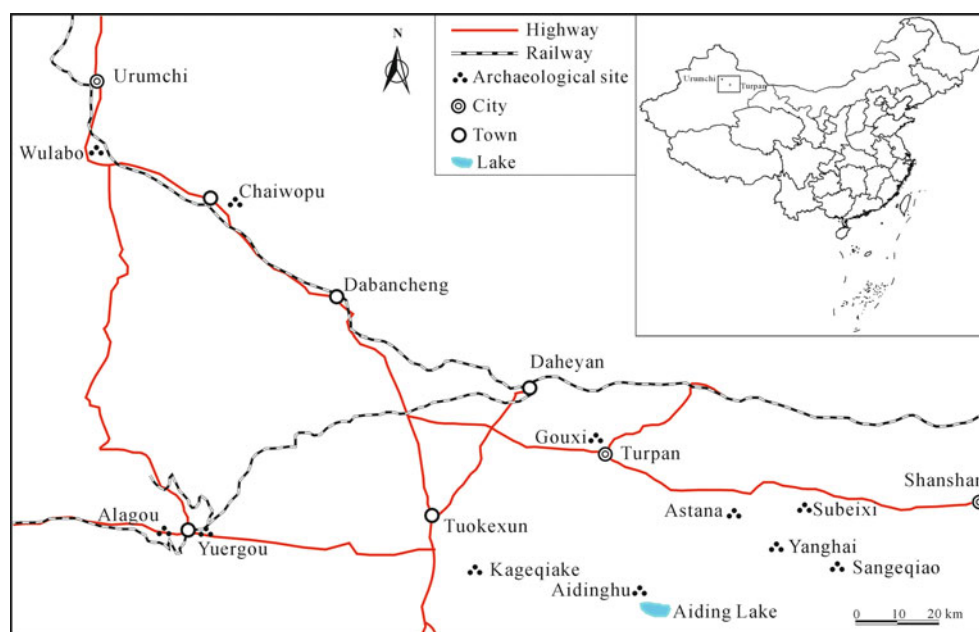 N
Highway
Railway
Archaeological site
City
Town
Lake
Urumchi
Turpan
Urumchi
Wulabo
Chaiwopu
Dabancheng
Daheyan
Gouxi
Turpan
Shanshan
Alagou
Yuergou
Tuokexun
Astana
Subeixi
Yanghai
Sangeqiao
Kageqiake
Aidinghu
Aiding Lake
0 10 20 km